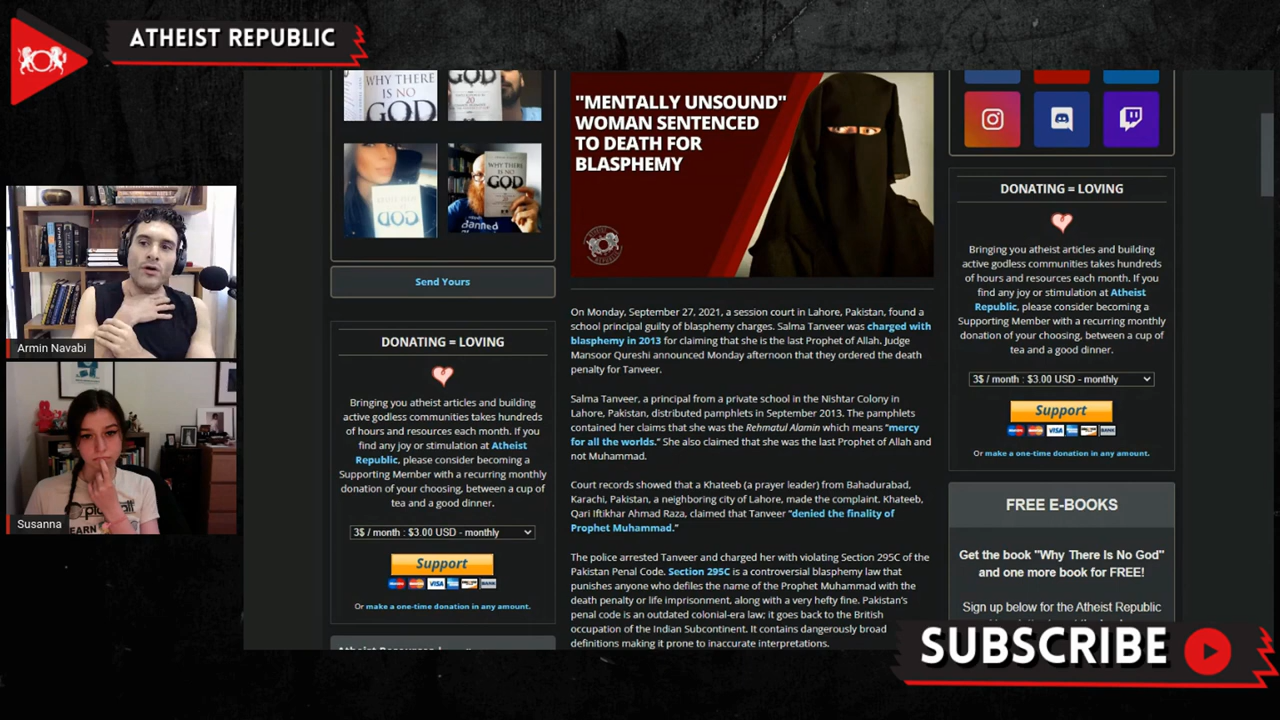 ATHEIST REPUBLIC
WHY THERE
IS NO
GOD
GOD
20
WHY THERE
IS NO
GOD
GOD
banned
Send Yours
DONATING = LOVING
Bringing you atheist articles and building
active godless communities takes hundreds
of hours and resources each month. If you
find any joy or stimulation at Atheist
Republic, please consider becoming a
Supporting Member with a recurring monthly
donation of your choosing, between a cup of
tea and a good dinner.
3$ / month : $3.00 USD - monthly
Support
VISA
BANK
Or make a one-time donation in any amount.
"MENTALLY UNSOUND"
WOMAN SENTENCED
TO DEATH FOR
BLASPHEMY
On Monday, September 27, 2021, a session court in Lahore, Pakistan, found a
school principal guilty of blasphemy charges. Salma Tanveer was charged with
blasphemy in 2013 for claiming that she is the last Prophet of Allah. Judge
Mansoor Qureshi announced Monday afternoon that they ordered the death
penalty for Tanveer.
Salma Tanveer, a principal from a private school in the Nishtar Colony in
Lahore, Pakistan, distributed pamphlets in September 2013. The pamphlets
contained her claims that she was the Rehmatul Alamin which means “mercy
for all the worlds.” She also claimed that she was the last Prophet of Allah and
not Muhammad.
Court records showed that a Khateeb (a prayer leader) from Bahadurabad,
Karachi, Pakistan, a neighboring city of Lahore, made the complaint. Khateeb,
Qari Iftikhar Ahmad Raza, claimed that Tanveer “denied the finality of
Prophet Muhammad.”
The police arrested Tanveer and charged her with violating Section 295C of the
Pakistan Penal Code. Section 295C is a controversial blasphemy law that
punishes anyone who defiles the name of the Prophet Muhammad with the
death penalty or life imprisonment, along with a very hefty fine. Pakistan's
penal code is an outdated colonial-era law; it goes back to the British
occupation of the Indian Subcontinent. It contains dangerously broad
definitions making it prone to inaccurate interpretations.
DONATING = LOVING
Bringing you atheist articles and building
active godless communities takes hundreds
of hours and resources each month. If you
find any joy or stimulation at Atheist
Republic, please consider becoming a
Supporting Member with a recurring monthly
donation of your choosing, between a cup of
tea and a good dinner.
3$ / month : $3.00 USD - monthly
Support
VISA
BANK
Or make a one-time donation in any amount.
FREE E-BOOKS
Get the book "Why There Is No God"
and one more book for FREE!
Sign up below for the Atheist Republic
Armin Navabi
Susanna
SUBSCRIBE